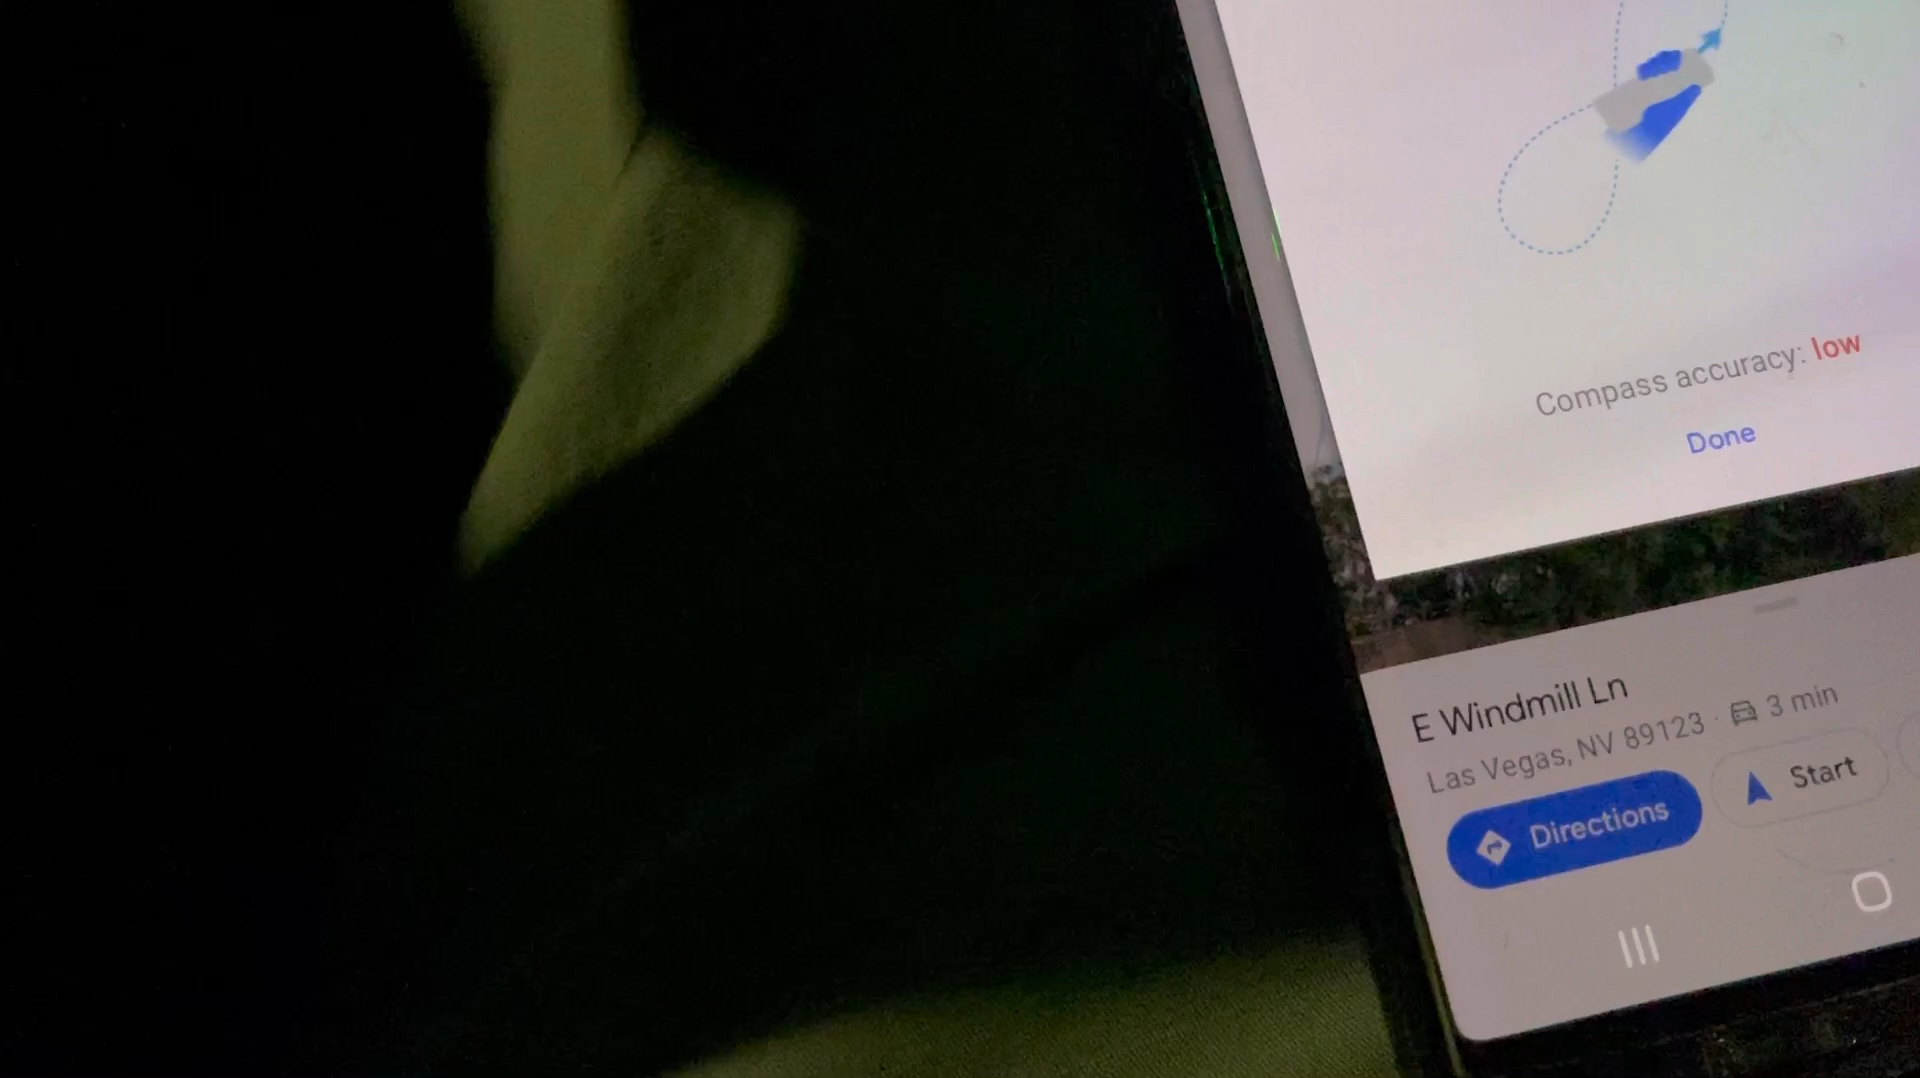 Compass accuracy: low
Done
E Windmill Ln
Las Vegas, NV 89123 · 3 min
Directions
Start